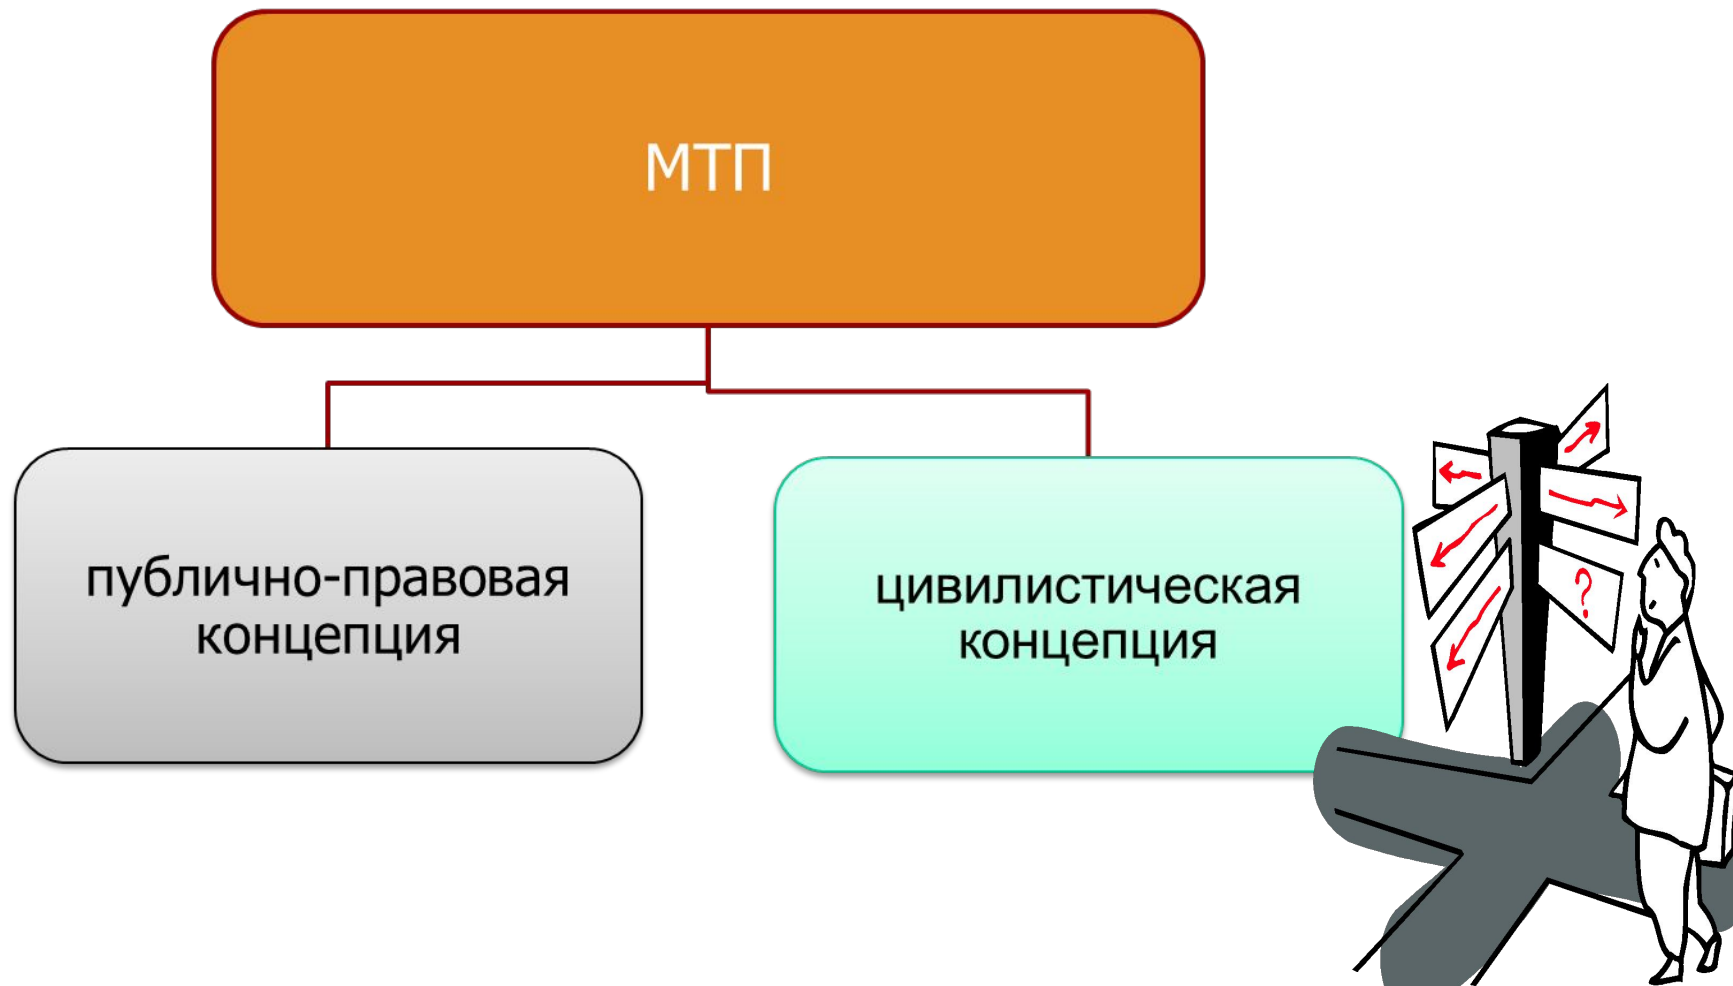 МТП
публично-правовая
концепция
цивилистическая
концепция
?